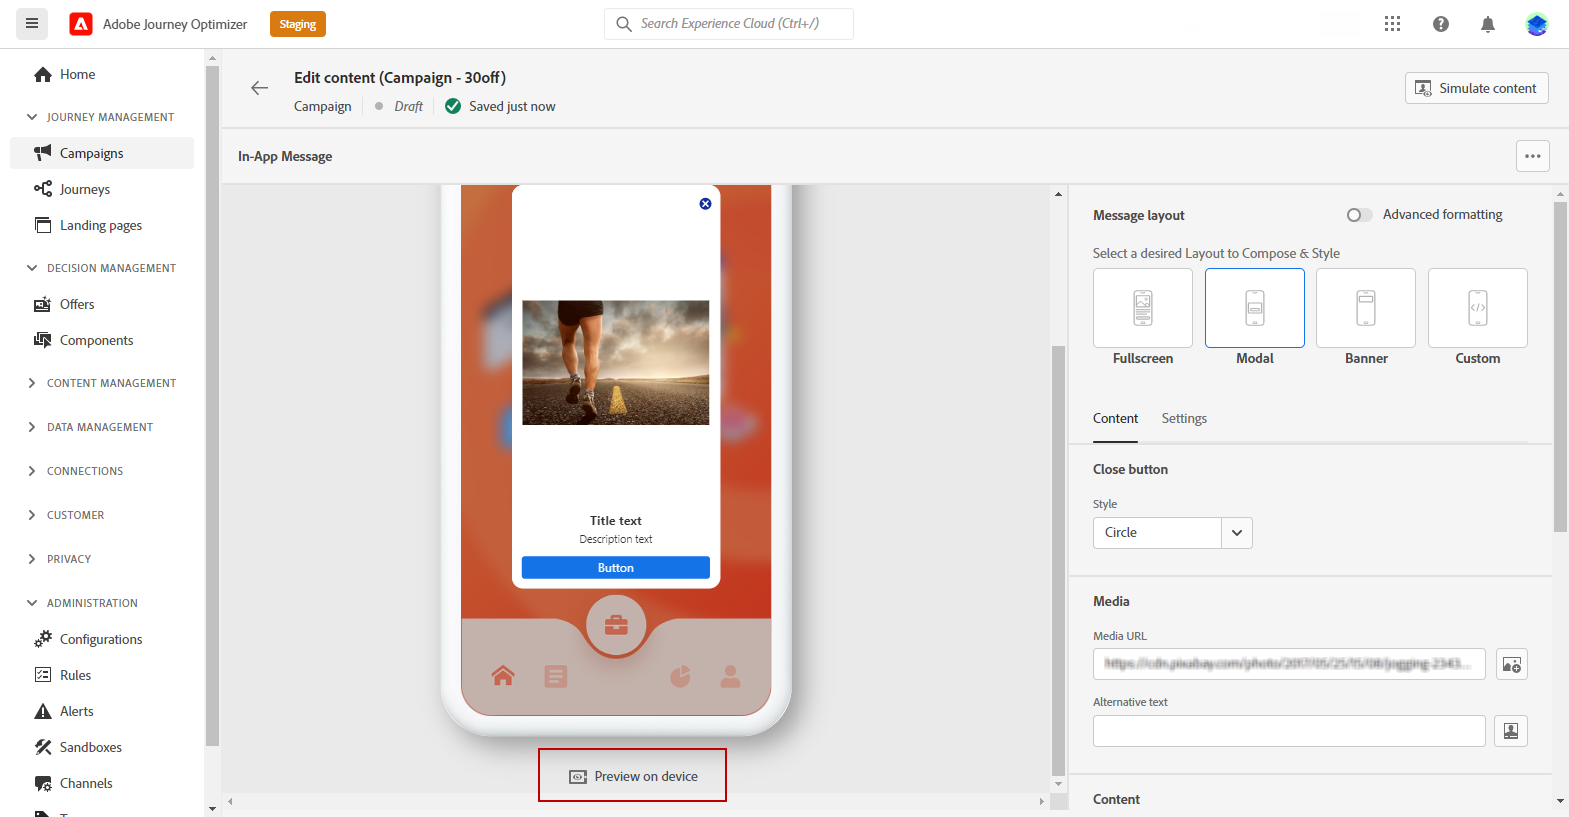 Adobe Journey Optimizer
Staging
Search Experience Cloud (Ctrl+/)
Home
JOURNEY MANAGEMENT
Campaigns
Journeys
Landing pages
DECISION MANAGEMENT
Offers
Components
CONTENT MANAGEMENT
DATA MANAGEMENT
CONNECTIONS
CUSTOMER
PRIVACY
ADMINISTRATION
Configurations
Rules
Alerts
Sandboxes
Channels
Edit content (Campaign - 30off)
Campaign
Draft
Saved just now
Simulate content
In-App Message
Title text
Description text
Button
Preview on device
Message layout
Advanced formatting
Select a desired Layout to Compose & Style
Fullscreen
Modal
Banner
Custom
Content
Settings
Close button
Style
Circle
Media
Media URL
Alternative text
Content